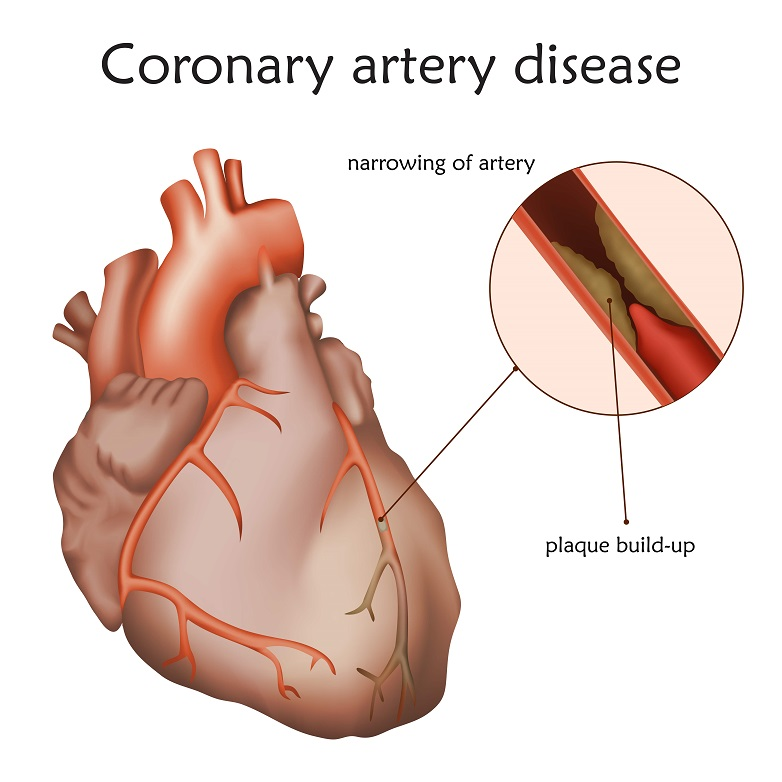 Coronary artery disease
narrowing of artery
plaque build-up